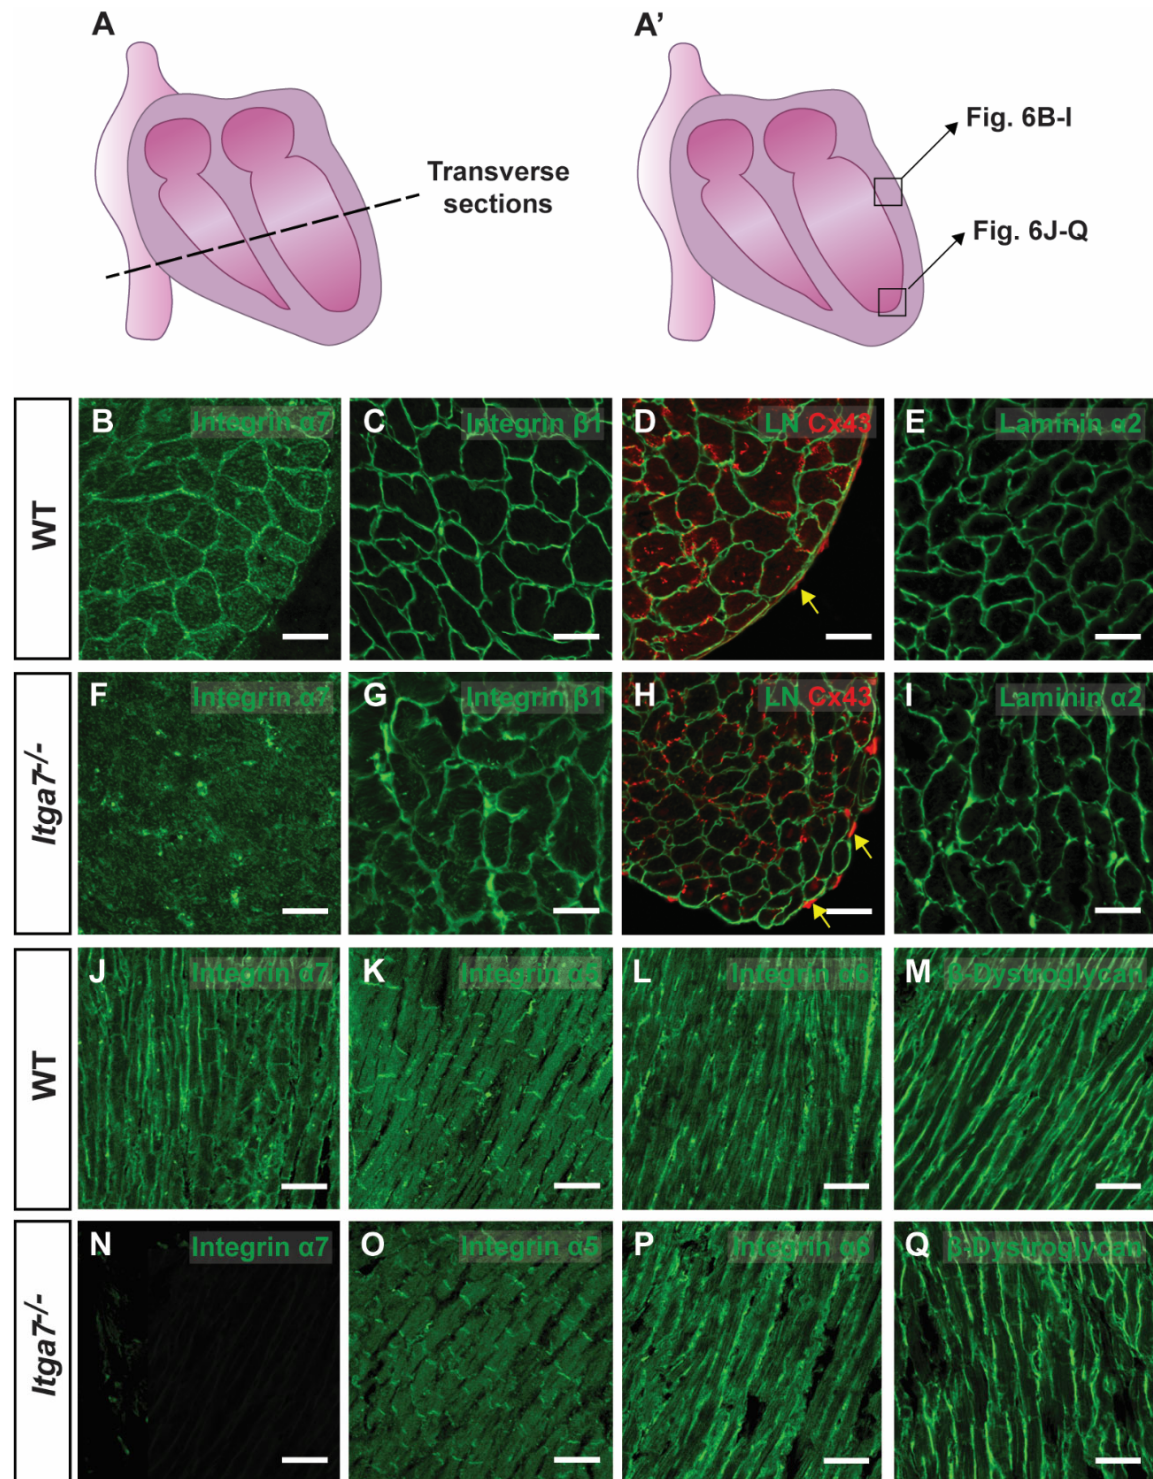 A
A'
Transverse
sections
Fig. 6B-I
Fig. 6J-Q
WT
B Integrin α7
C Integrin β1
D LN Cx43
E Laminin α2
Itga7-/-
F Integrin α7
G Integrin β1
H LN Cx43
I Laminin α2
WT
J Integrin α7
K Integrin α5
L Integrin α6
M β-Dystroglycan
Itga7-/-
N Integrin α7
O Integrin α5
P Integrin α6
Q β-Dystroglycan